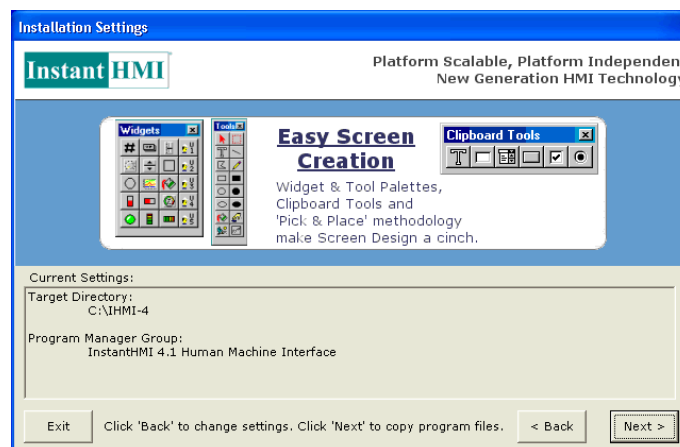 Installation Settings
Instant HMI
Platform Scalable, Platform Independen
New Generation HMI Technology
Widgets
Tools
Easy Screen
Creation
Clipboard Tools
Widget & Tool Palettes,
Clipboard Tools and
'Pick & Place' methodology
make Screen Design a cinch.
Current Settings:
Target Directory:
C:\IHMI-4
Program Manager Group:
InstantHMI 4.1 Human Machine Interface
Exit
Click 'Back' to change settings. Click 'Next' to copy program files.
< Back
Next >